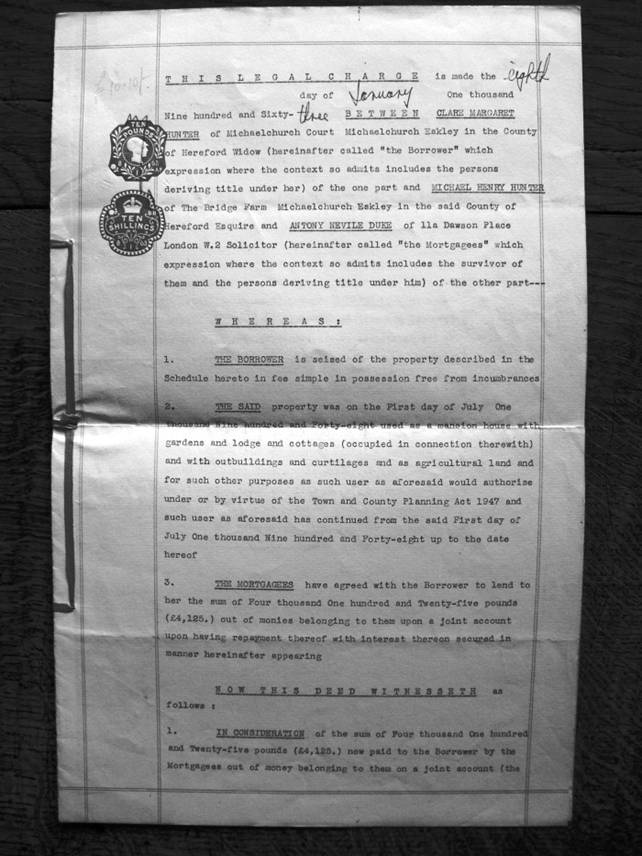 £10-10/-
THIS LEGAL CHARGE is made the eighth
day of January One thousand
Nine hundred and Sixty-three BETWEEN CLARE MARGARET
HUNTER of Michaelchurch Court Michaelchurch Eskley in the County
of Hereford Widow (hereinafter called "the Borrower" which
expression where the context so admits includes the persons
deriving title under her) of the one part and MICHAEL HENRY HUNTER
of The Bridge Farm Michaelchurch Eskley in the said County of
Hereford Esquire and ANTONY NEVILE DUKE of 11a Dawson Place
London W.2 Solicitor (hereinafter called "the Mortgagees" which
expression where the context so admits includes the survivor of
them and the persons deriving title under him) of the other part---
TEN
POUNDS
TEN
SHILLINGS
WHEREAS:
1. THE BORROWER is seised of the property described in the
Schedule hereto in fee simple in possession free from incumbrances
2. THE SAID property was on the First day of July One
thousand Nine hundred and Forty-eight used as a mansion house with
gardens and lodge and cottages (occupied in connection therewith)
and with outbuildings and curtilages and as agricultural land and
for such other purposes as such user as aforesaid would authorise
under or by virtue of the Town and County Planning Act 1947 and
such user as aforesaid has continued from the said First day of
July One thousand Nine hundred and Forty-eight up to the date
hereof
3. THE MORTGAGEES have agreed with the Borrower to lend to
her the sum of Four thousand One hundred and Twenty-five pounds
(£4,125.) out of monies belonging to them upon a joint account
upon having repayment thereof with interest thereon secured in
manner hereinafter appearing
NOW THIS DEED WITNESSETH as
follows :
1. IN CONSIDERATION of the sum of Four thousand One hundred
and Twenty-five pounds (£4,125.) now paid to the Borrower by the
Mortgagees out of money belonging to them on a joint account (the